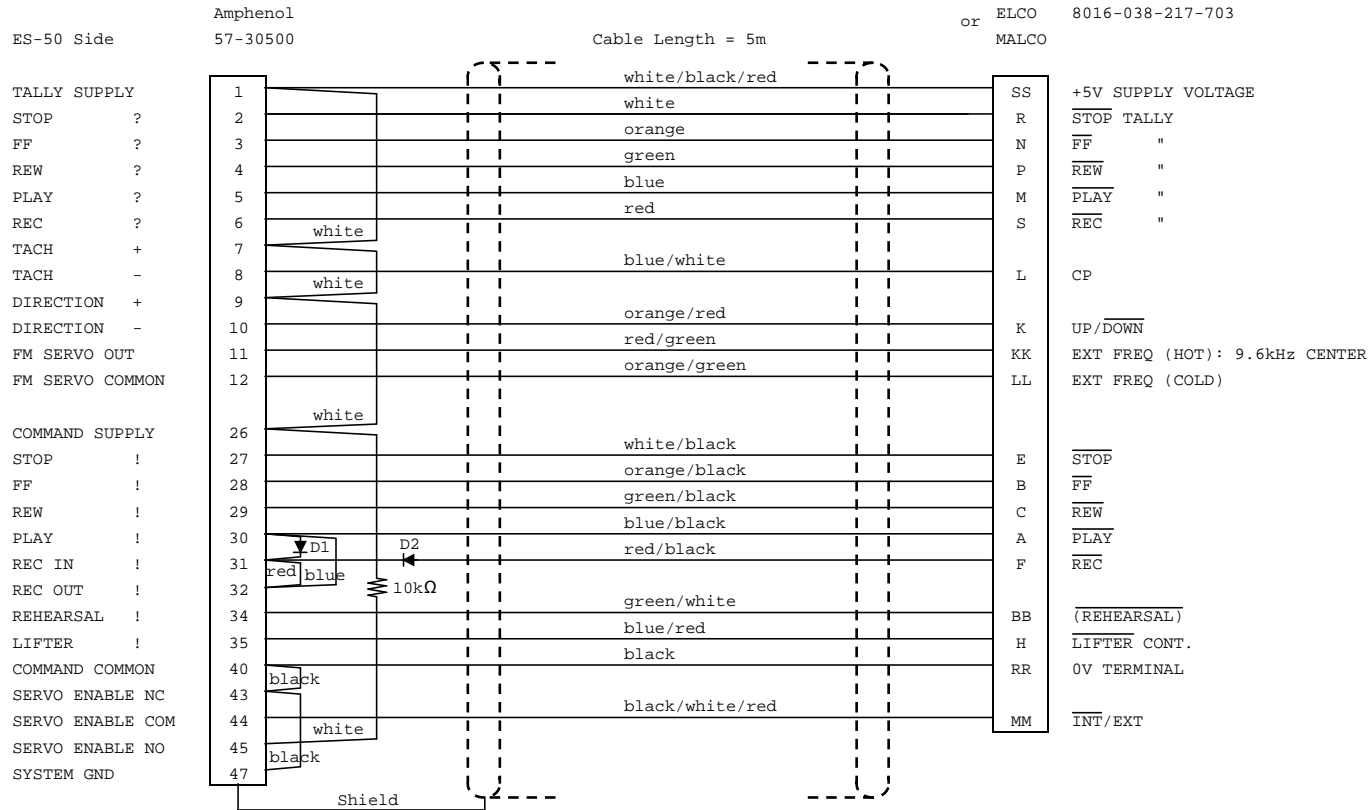 Amphenol or ELCO 8016-038-217-703
ES-50 Side 57-30500 Cable Length = 5m MALCO
white/black/red
TALLY SUPPLY 1 SS +5V SUPPLY VOLTAGE
white
STOP ? 2 R STOP TALLY
orange
FF ? 3 N FF "
green
REW ? 4 P REW "
blue
PLAY ? 5 M PLAY "
red
REC ? 6 S REC "
white
TACH + 7
blue/white
TACH - 8 L CP
white
DIRECTION + 9
orange/red
DIRECTION - 10 K UP/DOWN
red/green
FM SERVO OUT 11 KK EXT FREQ (HOT): 9.6kHz CENTER
orange/green
FM SERVO COMMON 12 LL EXT FREQ (COLD)
white
COMMAND SUPPLY 26
white/black
STOP ! 27 E STOP
orange/black
FF ! 28 B FF
green/black
REW ! 29 C REW
blue/black
PLAY ! 30 A PLAY
D1 D2 red/black
REC IN ! 31 F REC
red blue
REC OUT ! 32 10kΩ
green/white
REHEARSAL ! 34 BB (REHEARSAL)
blue/red
LIFTER ! 35 H LIFTER CONT.
black
COMMAND COMMON 40 RR 0V TERMINAL
black
SERVO ENABLE NC 43
black/white/red
SERVO ENABLE COM 44 MM INT/EXT
white
SERVO ENABLE NO 45
black
SYSTEM GND 47
Shield